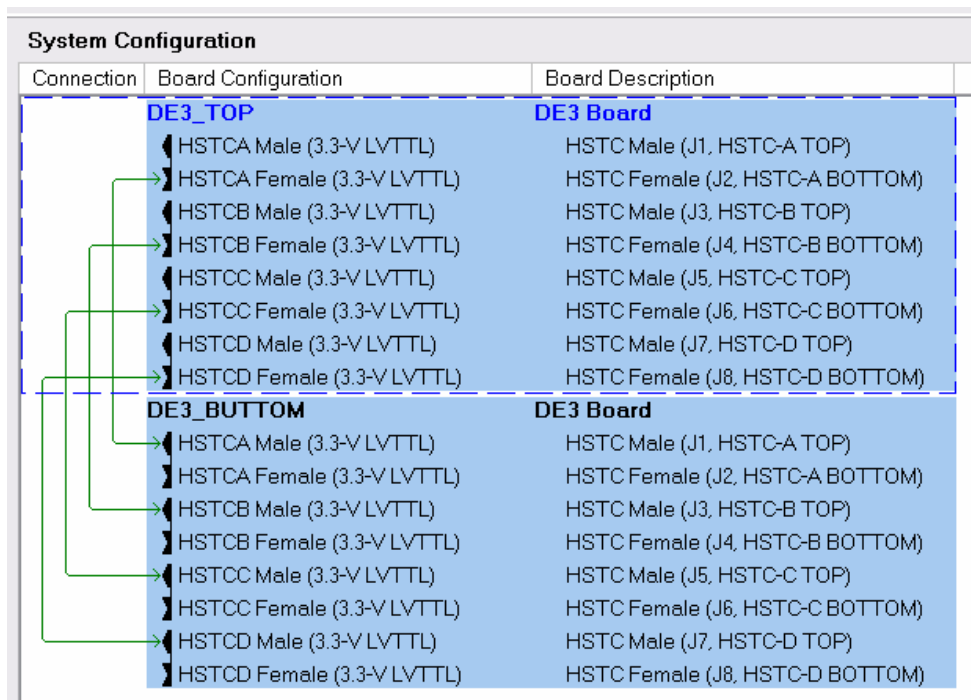 System Configuration
Connection Board Configuration Board Description
DE3_TOP DE3 Board
HSTCA Male (3.3-V LVTTL) HSTC Male (J1, HSTC-A TOP)
HSTCA Female (3.3-V LVTTL) HSTC Female (J2, HSTC-A BOTTOM)
HSTCB Male (3.3-V LVTTL) HSTC Male (J3, HSTC-B TOP)
HSTCB Female (3.3-V LVTTL) HSTC Female (J4, HSTC-B BOTTOM)
HSTCC Male (3.3-V LVTTL) HSTC Male (J5, HSTC-C TOP)
HSTCC Female (3.3-V LVTTL) HSTC Female (J6, HSTC-C BOTTOM)
HSTCD Male (3.3-V LVTTL) HSTC Male (J7, HSTC-D TOP)
HSTCD Female (3.3-V LVTTL) HSTC Female (J8, HSTC-D BOTTOM)
DE3_BUTTOM DE3 Board
HSTCA Male (3.3-V LVTTL) HSTC Male (J1, HSTC-A TOP)
HSTCA Female (3.3-V LVTTL) HSTC Female (J2, HSTC-A BOTTOM)
HSTCB Male (3.3-V LVTTL) HSTC Male (J3, HSTC-B TOP)
HSTCB Female (3.3-V LVTTL) HSTC Female (J4, HSTC-B BOTTOM)
HSTCC Male (3.3-V LVTTL) HSTC Male (J5, HSTC-C TOP)
HSTCC Female (3.3-V LVTTL) HSTC Female (J6, HSTC-C BOTTOM)
HSTCD Male (3.3-V LVTTL) HSTC Male (J7, HSTC-D TOP)
HSTCD Female (3.3-V LVTTL) HSTC Female (J8, HSTC-D BOTTOM)